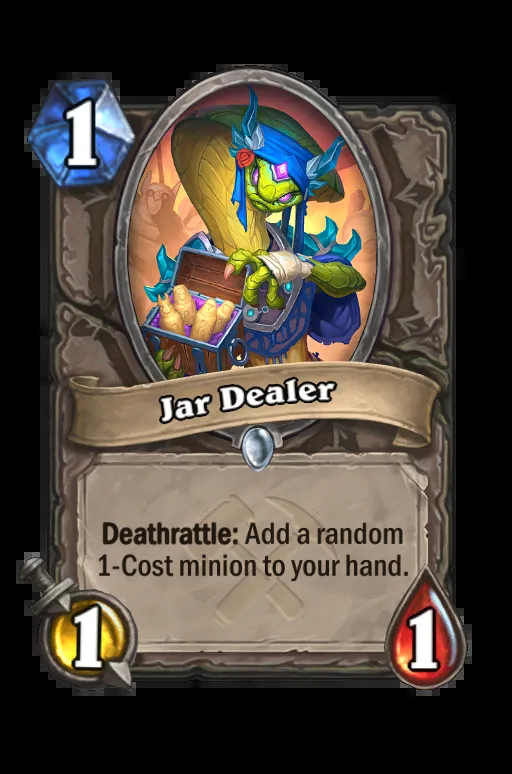 1
Jar Dealer
Deathrattle: Add a random
1-Cost minion to your hand.
1
1